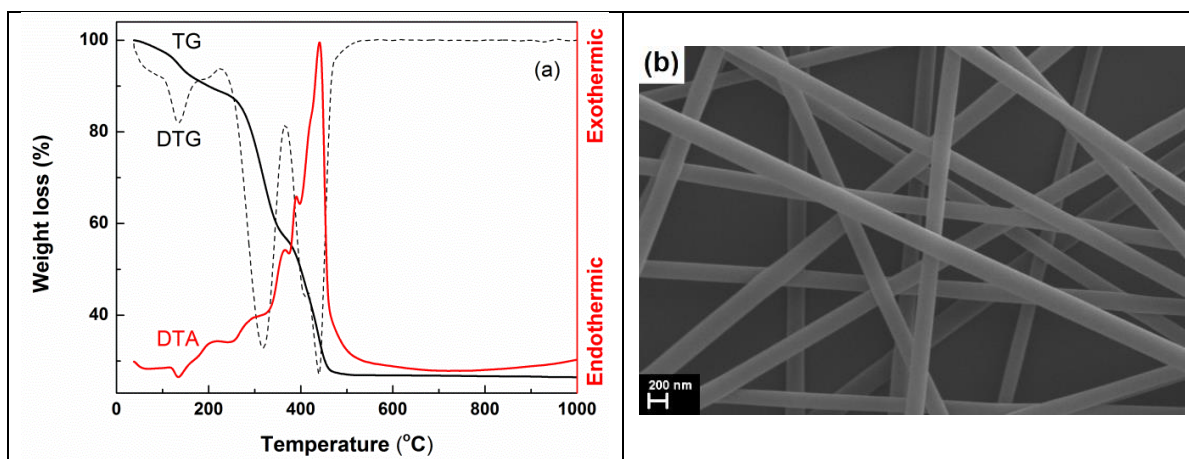 (a)
TG
DTG
DTA
100
80
60
40
Weight loss (%)
0
200
400
600
800
1000
Temperature (°C)
Exothermic
Endothermic
(b)
200 nm